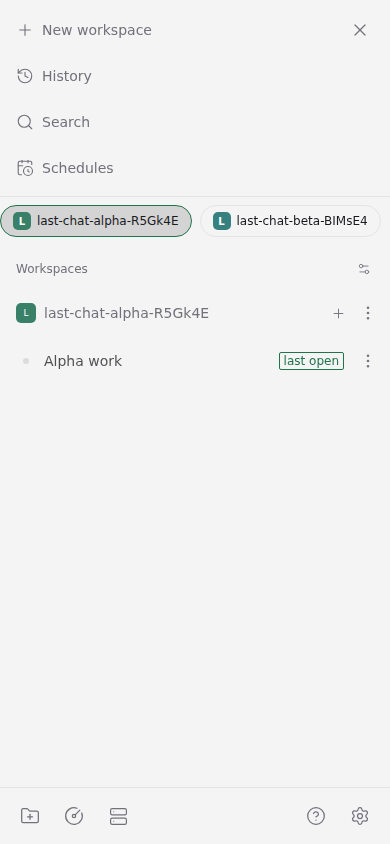 New workspace
History
Search
Schedules
L last-chat-alpha-R5Gk4E L last-chat-beta-BIMsE4
Workspaces
L last-chat-alpha-R5Gk4E
Alpha work last open